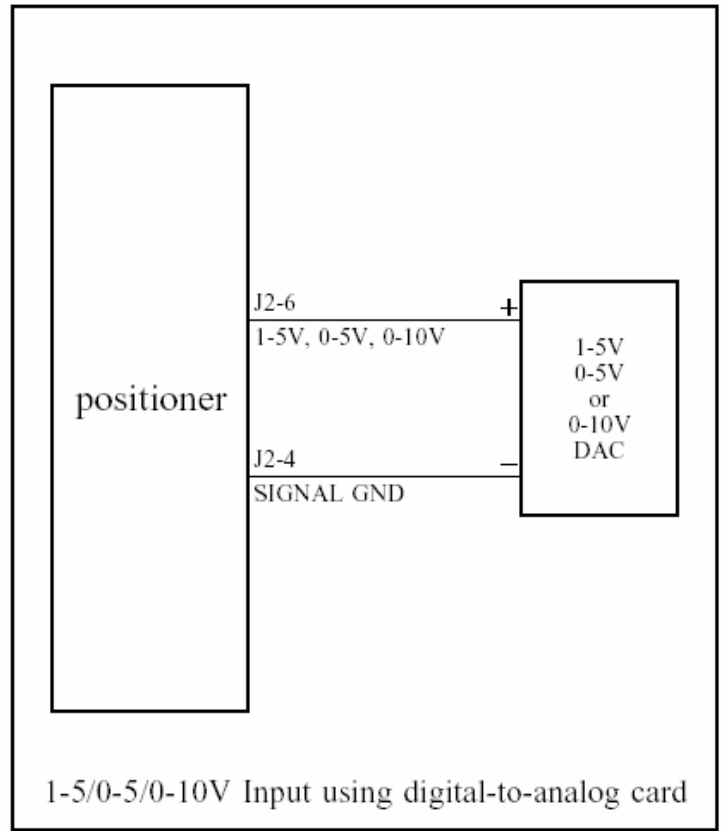 J2-6
+
1-5V, 0-5V, 0-10V
positioner
1-5V
0-5V
or
0-10V
DAC
J2-4
−
SIGNAL GND
1-5/0-5/0-10V Input using digital-to-analog card